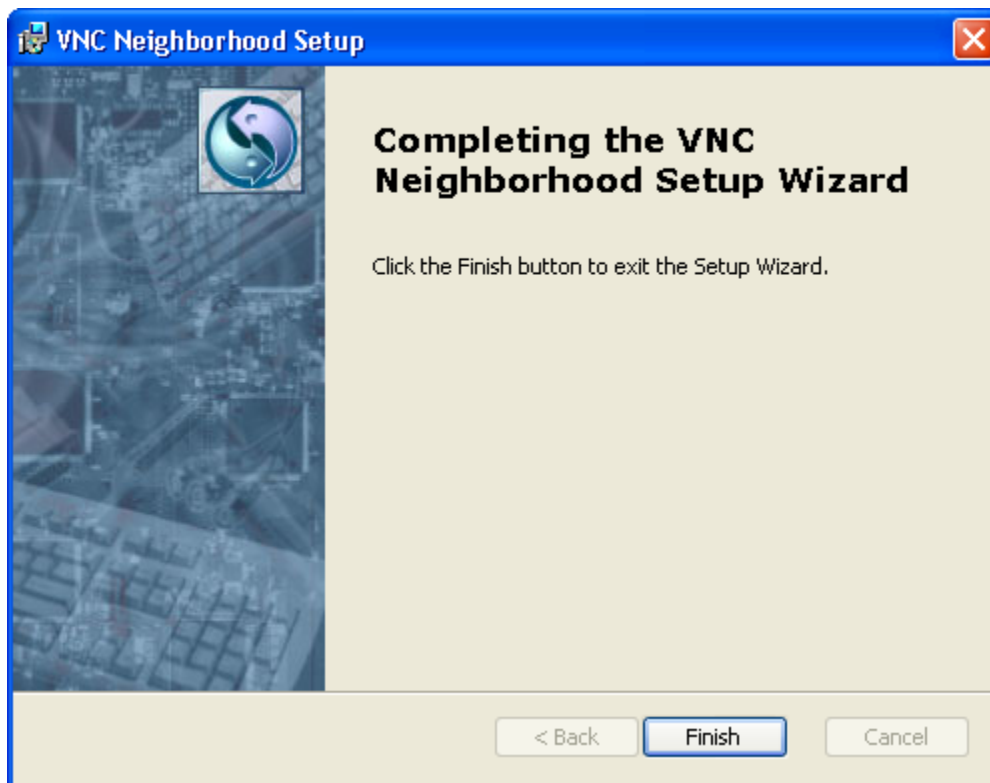 VNC Neighborhood Setup
Completing the VNC
Neighborhood Setup Wizard
Click the Finish button to exit the Setup Wizard.
< Back
Finish
Cancel